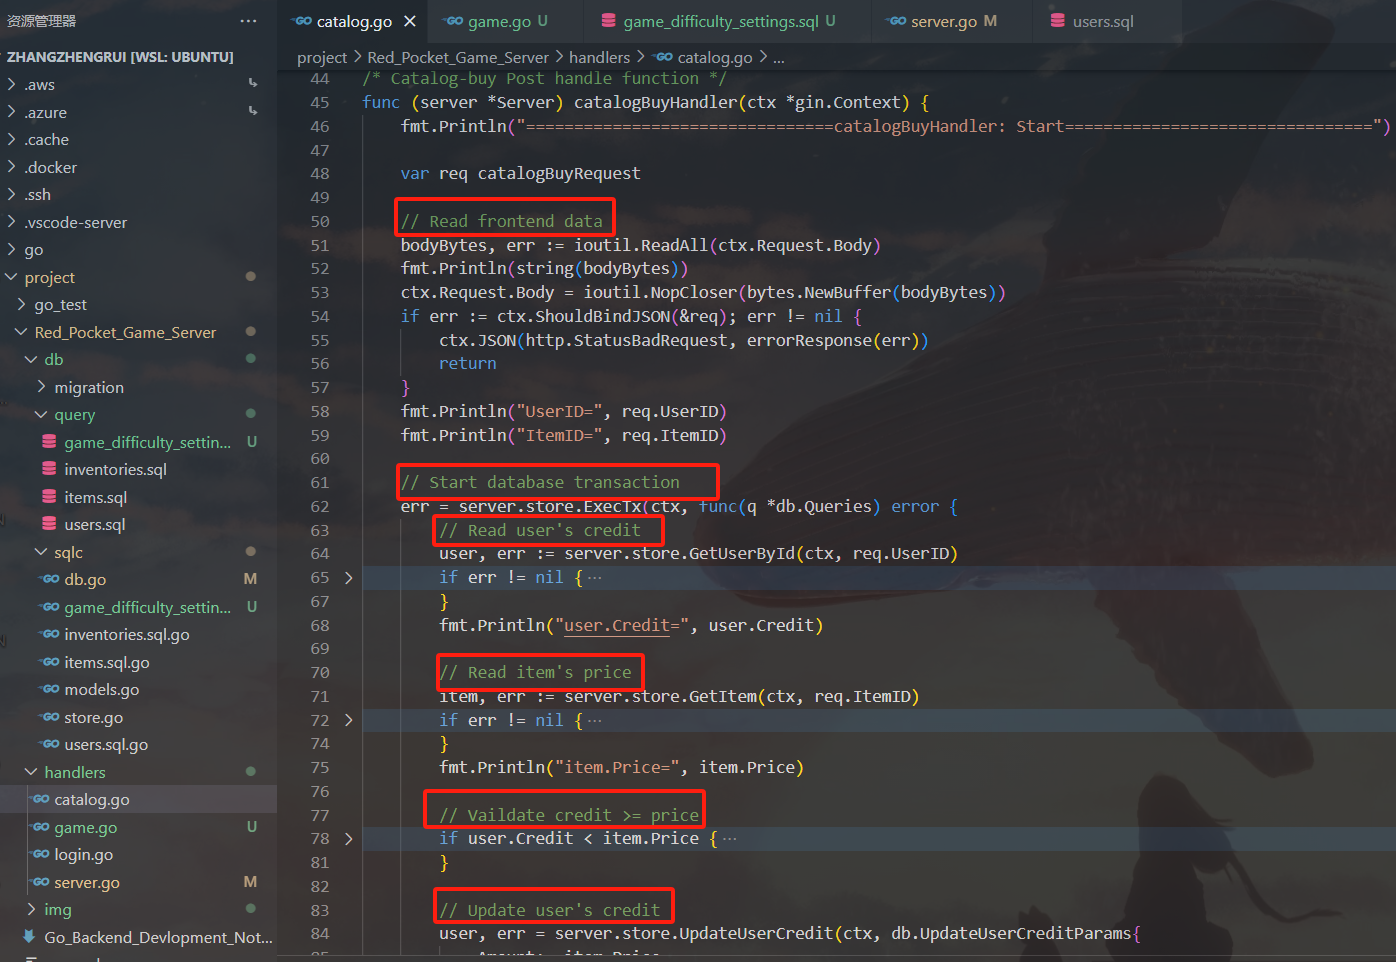 资源管理器 ···
catalog.go × game.go U game_difficulty_settings.sql U server.go M users.sql
ZHANGZHENGRUI [WSL: UBUNTU]
project > Red_Pocket_Game_Server > handlers > catalog.go > ...
.aws
.azure
.cache
.docker
.ssh
.vscode-server
go
project
go_test
Red_Pocket_Game_Server
db
migration
query
game_difficulty_settin... U
inventories.sql
items.sql
users.sql
sqlc
db.go M
game_difficulty_settin... U
inventories.sql.go
items.sql.go
models.go
store.go
users.sql.go
handlers
catalog.go
game.go U
login.go
server.go M
img
Go_Backend_Devlopment_Not...
44 /* Catalog-buy Post handle function */
45 func (server *Server) catalogBuyHandler(ctx *gin.Context) {
46 fmt.Println("================================catalogBuyHandler: Start================================")
47
48 var req catalogBuyRequest
49
50 // Read frontend data
51 bodyBytes, err := ioutil.ReadAll(ctx.Request.Body)
52 fmt.Println(string(bodyBytes))
53 ctx.Request.Body = ioutil.NopCloser(bytes.NewBuffer(bodyBytes))
54 if err := ctx.ShouldBindJSON(&req); err != nil {
55 ctx.JSON(http.StatusBadRequest, errorResponse(err))
56 return
57 }
58 fmt.Println("UserID=", req.UserID)
59 fmt.Println("ItemID=", req.ItemID)
60
61 // Start database transaction
62 err = server.store.ExecTx(ctx, func(q *db.Queries) error {
63 // Read user's credit
64 user, err := server.store.GetUserById(ctx, req.UserID)
65 if err != nil { ···
67 }
68 fmt.Println("user.Credit=", user.Credit)
69
70 // Read item's price
71 item, err := server.store.GetItem(ctx, req.ItemID)
72 if err != nil { ···
74 }
75 fmt.Println("item.Price=", item.Price)
76
77 // Vaildate credit >= price
78 if user.Credit < item.Price { ···
81 }
82
83 // Update user's credit
84 user, err = server.store.UpdateUserCredit(ctx, db.UpdateUserCreditParams{